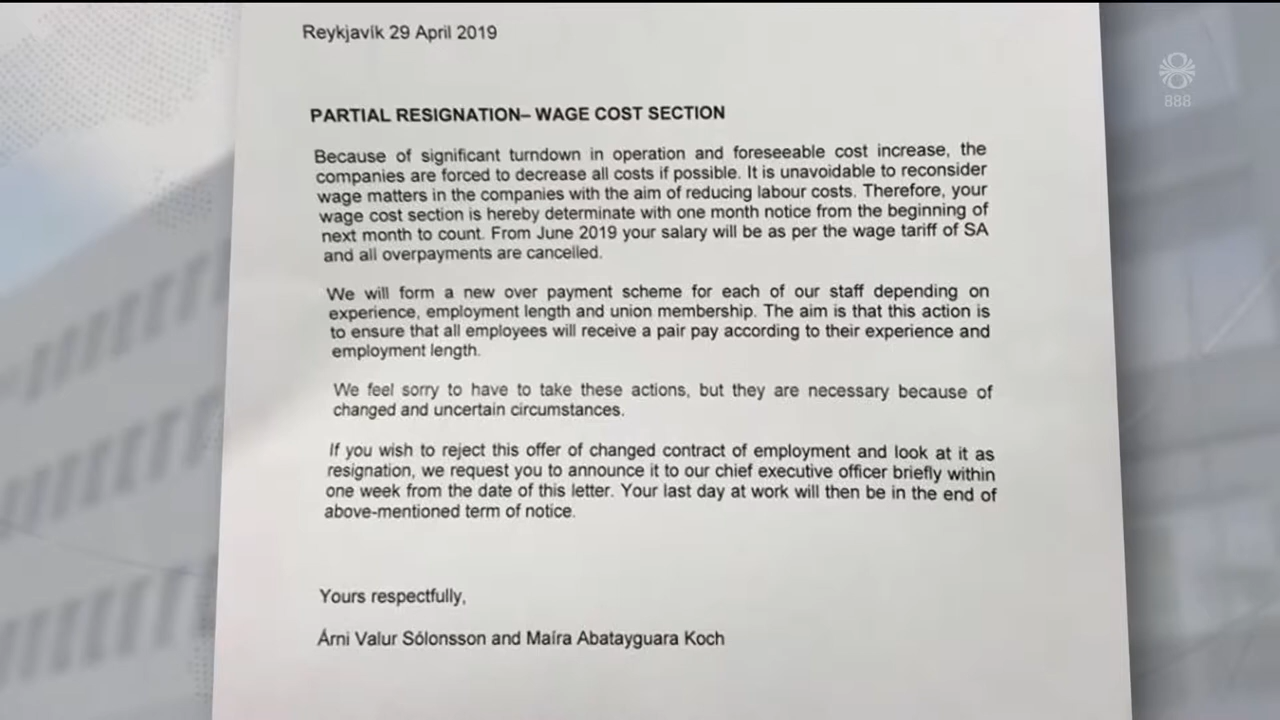 Reykjavík 29 April 2019
888
PARTIAL RESIGNATION– WAGE COST SECTION
Because of significant turndown in operation and foreseeable cost increase, the
companies are forced to decrease all costs if possible. It is unavoidable to reconsider
wage matters in the companies with the aim of reducing labour costs. Therefore, your
wage cost section is hereby determinate with one month notice from the beginning of
next month to count. From June 2019 your salary will be as per the wage tariff of SA
and all overpayments are cancelled.
We will form a new over payment scheme for each of our staff depending on
experience, employment length and union membership. The aim is that this action is
to ensure that all employees will receive a pair pay according to their experience and
employment length.
We feel sorry to have to take these actions, but they are necessary because of
changed and uncertain circumstances.
If you wish to reject this offer of changed contract of employment and look at it as
resignation, we request you to announce it to our chief executive officer briefly within
one week from the date of this letter. Your last day at work will then be in the end of
above-mentioned term of notice.
Yours respectfully,
Árni Valur Sólonsson and Maíra Abatayguara Koch